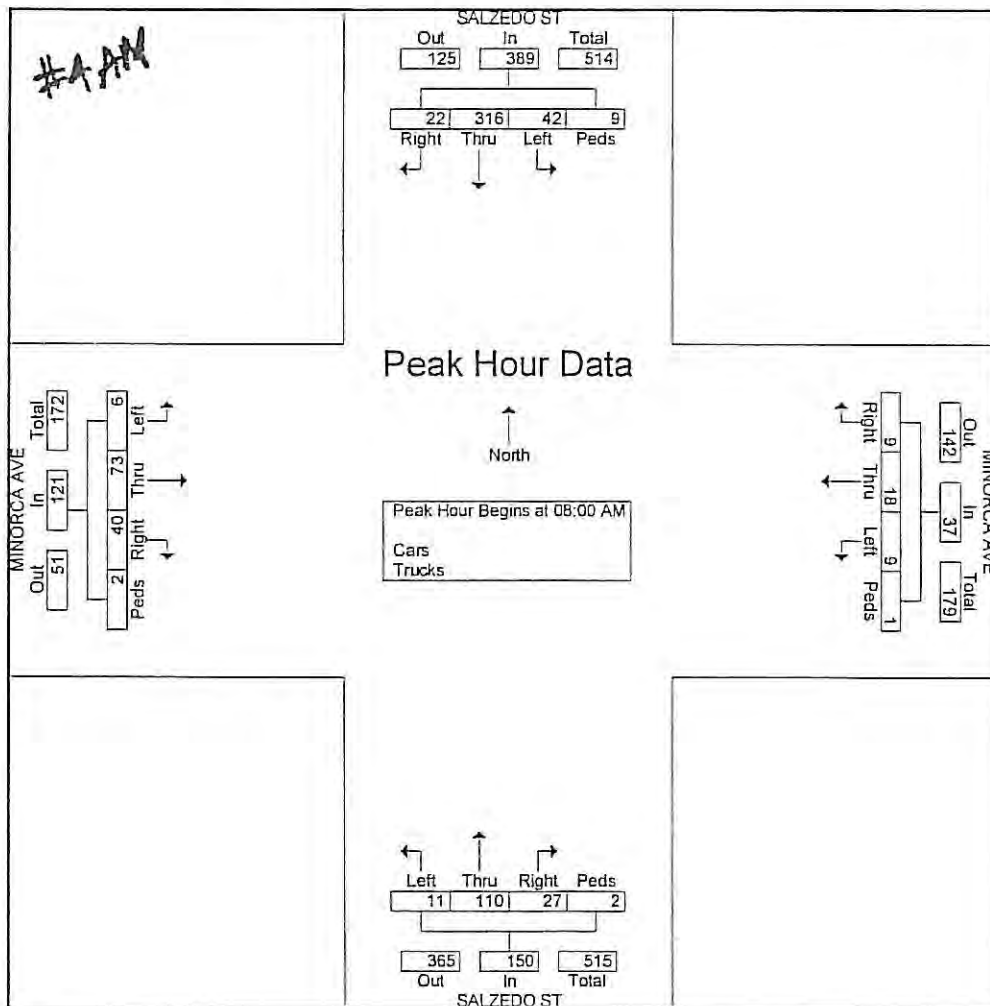 #4 AM
SALZEDO ST
Out In Total
125 389 514
22 316 42 9
Right Thru Left Peds
Peak Hour Data
North
Peak Hour Begins at 08:00 AM
Cars
Trucks
MINORCA AVE
Out In Total
51 121 172
6 73 40 2
Left Thru Right Peds
MINORCA AVE
Out In Total
142 37 179
9 18 9 1
Right Thru Left Peds
Left Thru Right Peds
11 110 27 2
365 150 515
Out In Total
SALZEDO ST